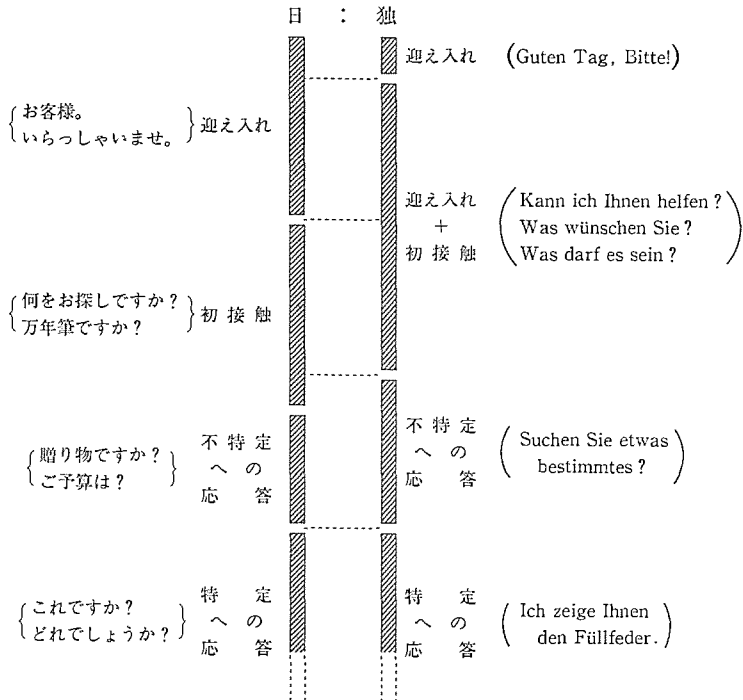 日 : 独
迎え入れ (Guten Tag, Bitte!)
{お客様。
いらっしゃいませ。} 迎え入れ
迎え入れ
+
初接触
(Kann ich Ihnen helfen?
Was wünschen Sie?
Was darf es sein?)
{何をお探しですか?
万年筆ですか?} 初接触
{贈り物ですか?
ご予算は?}
不特定
への
応答
不特定
への
応答
(Suchen Sie etwas
bestimmtes?)
{これですか?
どれでしょうか?}
特定
への
応答
特定
への
応答
(Ich zeige Ihnen
den Füllfeder.)